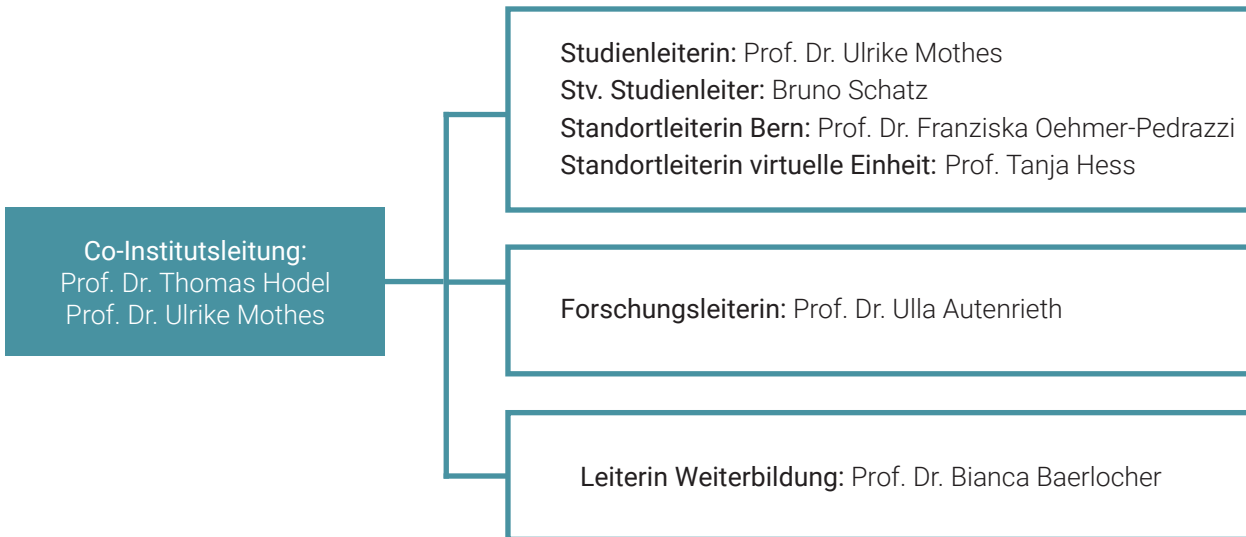 Co-Institutsleitung:
Prof. Dr. Thomas Hodel
Prof. Dr. Ulrike Mothes
Studienleiterin: Prof. Dr. Ulrike Mothes
Stv. Studienleiter: Bruno Schatz
Standortleiterin Bern: Prof. Dr. Franziska Oehmer-Pedrazzi
Standortleiterin virtuelle Einheit: Prof. Tanja Hess
Forschungsleiterin: Prof. Dr. Ulla Autenrieth
Leiterin Weiterbildung: Prof. Dr. Bianca Baerlocher